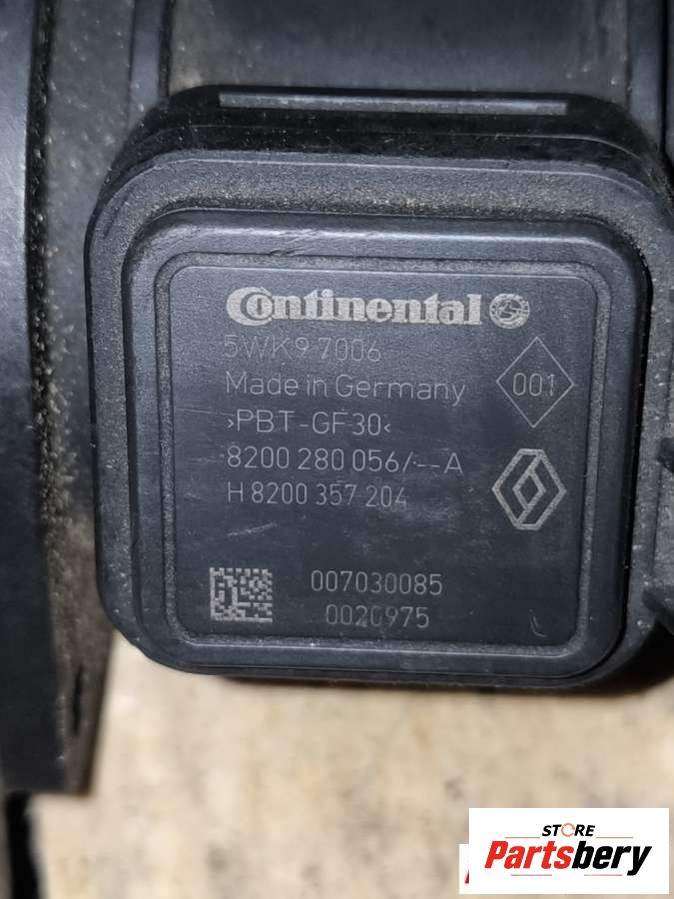 Continental
5WK9 7006
Made in Germany
001
>PBT-GF30<
8200 280 056/--A
H 8200 357 204
007030085
0020975
STORE
Partsbery